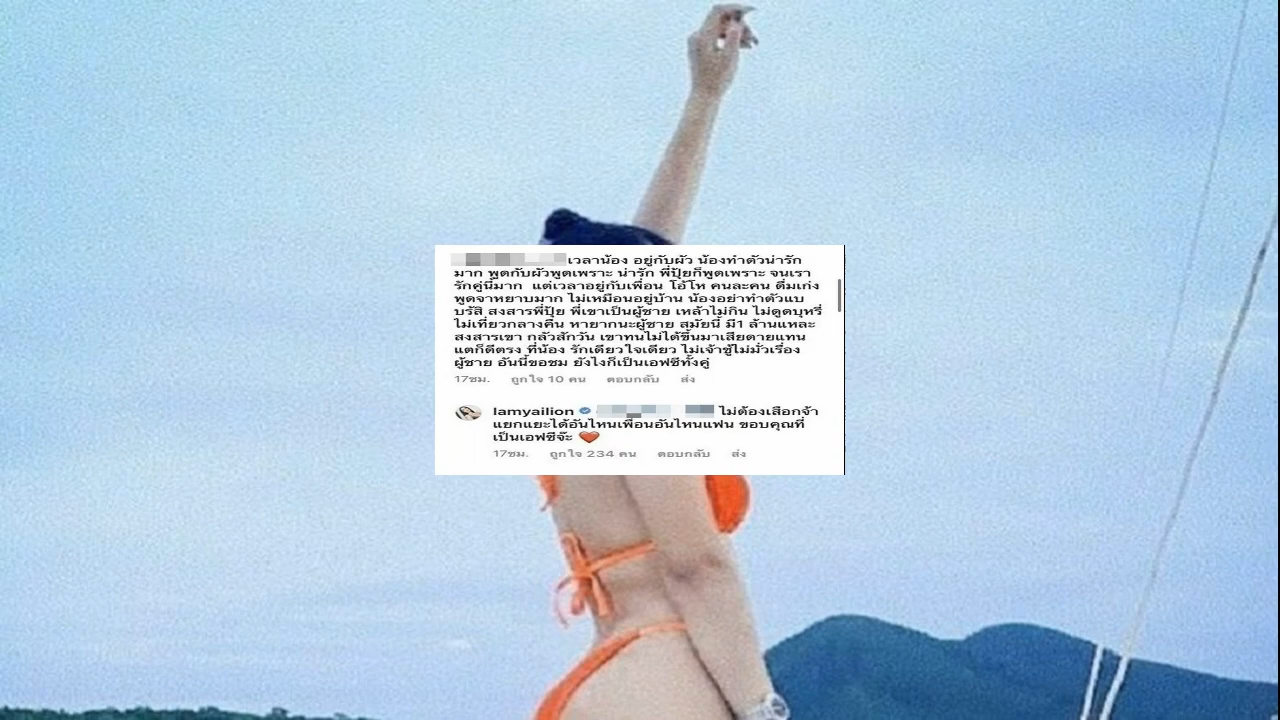 เวลาน้อง อยู่กับผัว น้องทำตัวน่ารัก
มาก พูดกับผัวพูดเพราะ น่ารัก พี่ปุ้ยก็พูดเพราะ จนเรา
รักคู่นี้มาก แต่เวลาอยู่กับเพื่อน โอ้โห คนละคน ดื่มเก่ง
พูดจาหยาบมาก ไม่เหมือนอยู่บ้าน น้องอย่าทำตัวแบ
บรัสิ สงสารพี่ปุ้ย พี่เขาเป็นผู้ชาย เหล้าไม่กิน ไม่ดูดบุหรี่
ไม่เที่ยวกลางคืน หายากนะผู้ชาย สมัยนี้ มี1 ล้านแหละ
สงสารเขา กลัวสักวัน เขาทนไม่ได้ขึ้นมาเสียดายแทน
แตก็ดีตรง ที่น้อง รักเดียวใจเดียว ไม่เจ้าชู้ไม่มั่วเรื่อง
ผู้ชาย อันนี้ขอชม ยังไงก็เป็นเอฟซีทั้งคู่
17ชม. ถูกใจ 10 คน ตอบกลับ ส่ง
lamyailion ไม่ต้องเสือกจ้า
แยกแยะได้อันไหนเพื่อนอันไหนแฟน ขอบคุณที่
เป็นเอฟซีจ๊ะ ❤️
17ชม. ถูกใจ 234 คน ตอบกลับ ส่ง